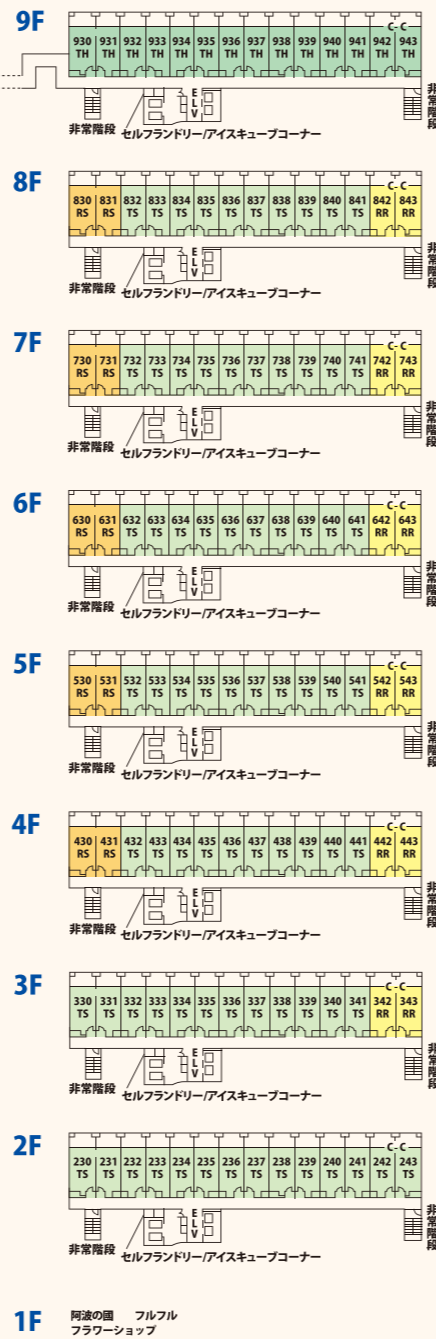 9F
C - C
930 931 932 933 934 935 936 937 938 939 940 941 942 943
TH TH TH TH TH TH TH TH TH TH TH TH TH TH
ELV
非常階段
セルフランドリー/アイスキューブコーナー
非常階段
8F
C - C
830 831 832 833 834 835 836 837 838 839 840 841 842 843
RS RS TS TS TS TS TS TS TS TS TS TS RR RR
ELV
非常階段
セルフランドリー/アイスキューブコーナー
非常階段
7F
C - C
730 731 732 733 734 735 736 737 738 739 740 741 742 743
RS RS TS TS TS TS TS TS TS TS TS TS RR RR
ELV
非常階段
セルフランドリー/アイスキューブコーナー
非常階段
6F
C - C
630 631 632 633 634 635 636 637 638 639 640 641 642 643
RS RS TS TS TS TS TS TS TS TS TS TS RR RR
ELV
非常階段
セルフランドリー/アイスキューブコーナー
非常階段
5F
C - C
530 531 532 533 534 535 536 537 538 539 540 541 542 543
RS RS TS TS TS TS TS TS TS TS TS TS RR RR
ELV
非常階段
セルフランドリー/アイスキューブコーナー
非常階段
4F
C - C
430 431 432 433 434 435 436 437 438 439 440 441 442 443
RS RS TS TS TS TS TS TS TS TS TS TS RR RR
ELV
非常階段
セルフランドリー/アイスキューブコーナー
非常階段
3F
C - C
330 331 332 333 334 335 336 337 338 339 340 341 342 343
TS TS TS TS TS TS TS TS TS TS TS TS RR RR
ELV
非常階段
セルフランドリー/アイスキューブコーナー
非常階段
2F
C - C
230 231 232 233 234 235 236 237 238 239 240 241 242 243
TS TS TS TS TS TS TS TS TS TS TS TS TS TS
ELV
非常階段
セルフランドリー/アイスキューブコーナー
非常階段
1F
阿波の國 フルフル
フラワーショップ